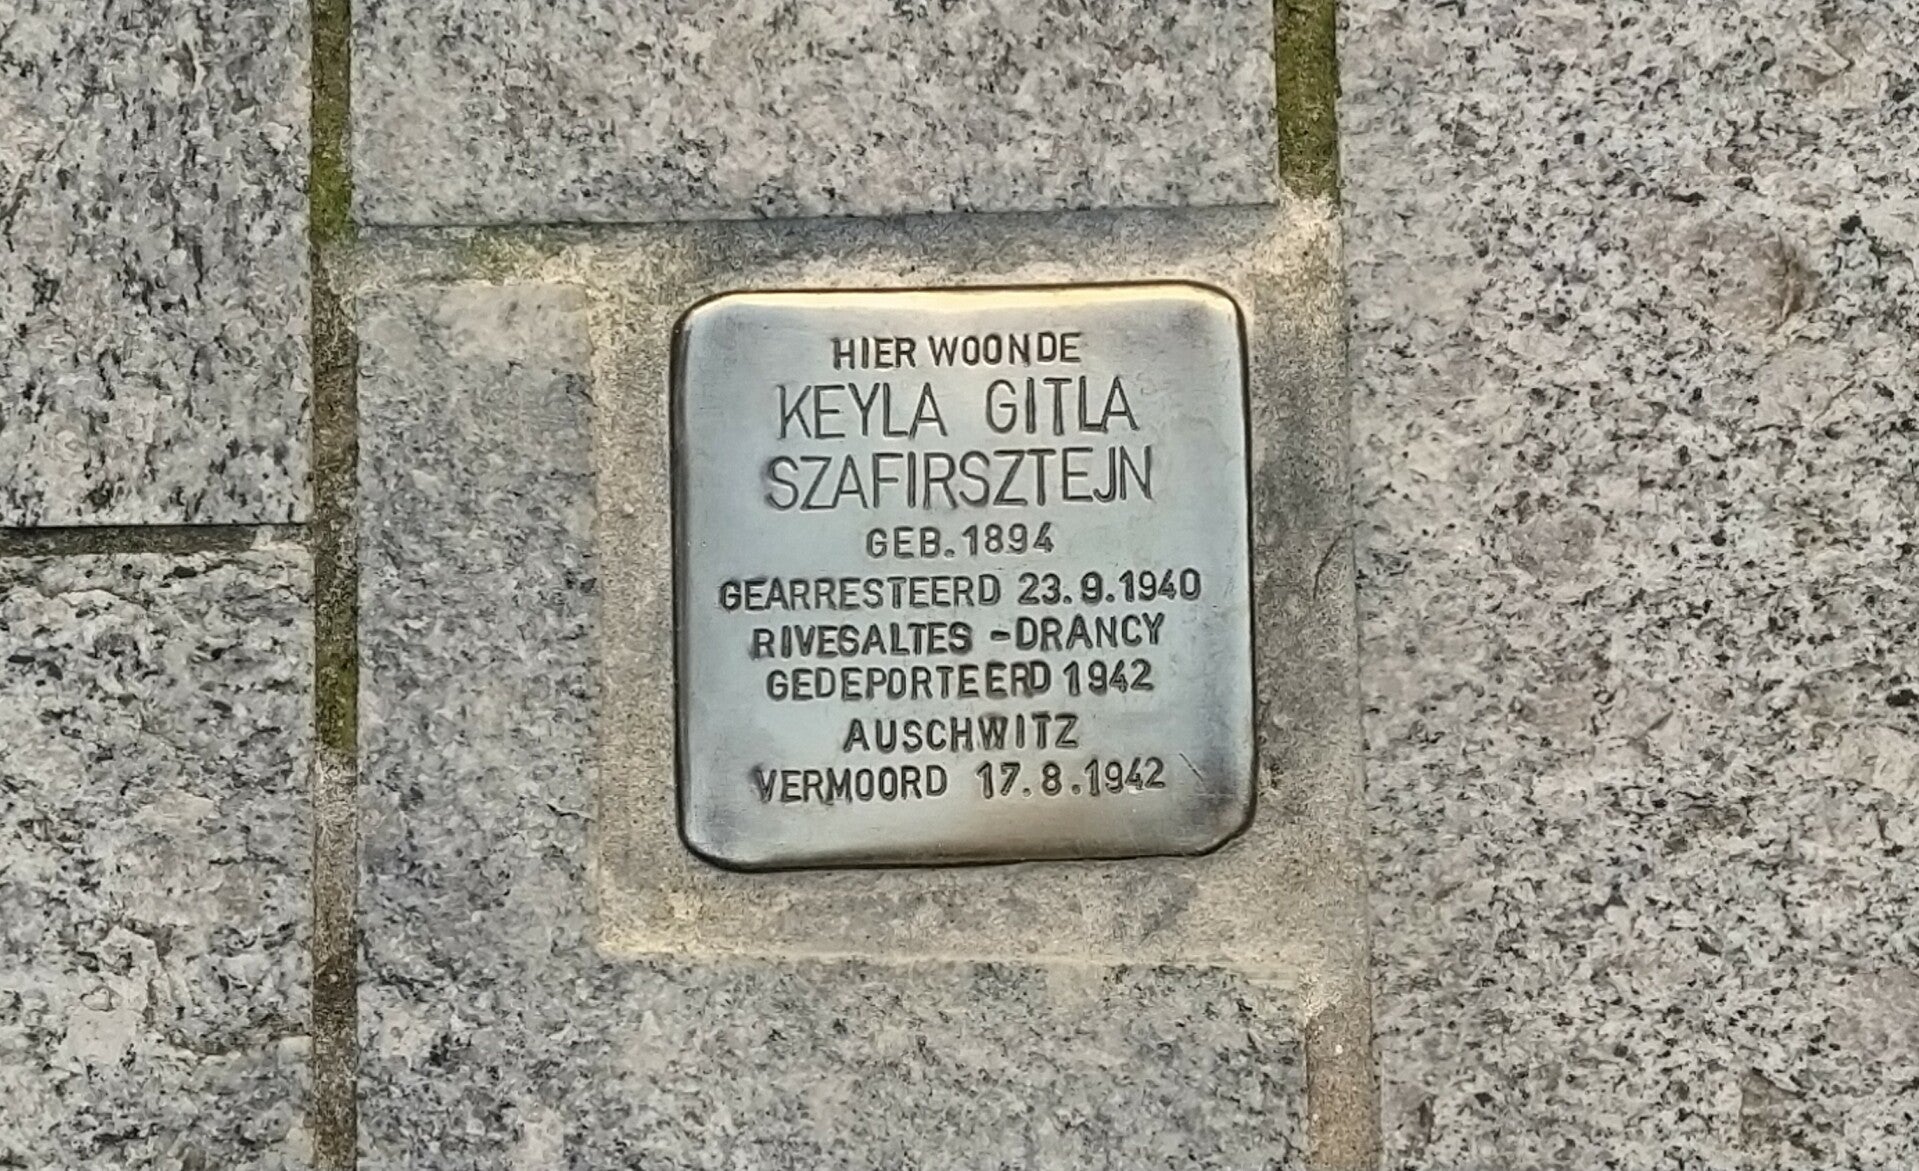 HIER WOONDE
KEYLA GITLA
SZAFIRSZTEJN
GEB. 1894
GEARRESTEERD 23.9.1940
RIVESALTES - DRANCY
GEDEPORTEERD 1942
AUSCHWITZ
VERMOORD 17.8.1942